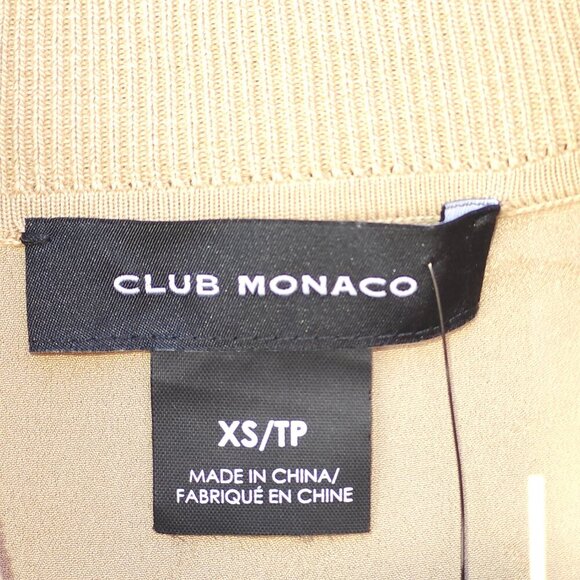 CLUB MONACO
XS/TP
MADE IN CHINA/
FABRIQUÉ EN CHINE